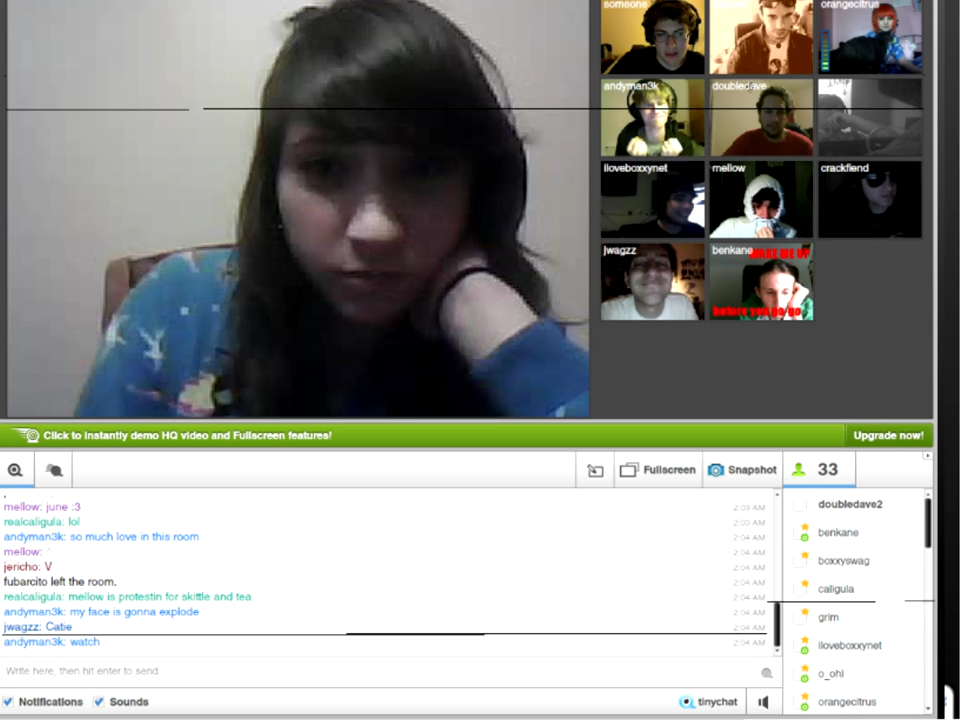 someone
orangecitrus
andyman3k
doubledave
iloveboxxynet
mellow
crackfiend
jwagzz
benkane
WAKE ME UP
before you go go
Click to instantly demo HQ video and Fullscreen features!
Upgrade now!
Fullscreen
Snapshot
33
mellow: june :3
2:03 AM
realcaligula: lol
2:03 AM
andyman3k: so much love in this room
2:04 AM
mellow: ^
2:04 AM
jericho: V
2:04 AM
fubarcito left the room.
2:04 AM
realcaligula: mellow is protestin for skittle and tea
2:04 AM
andyman3k: my face is gonna explode
2:04 AM
jwagzz: Catie
2:04 AM
andyman3k: watch
2:04 AM
Write here, then hit enter to send
Notifications
Sounds
tinychat
doubledave2
benkane
boxxyswag
caligula
grim
iloveboxxynet
o_ohi
orangecitrus